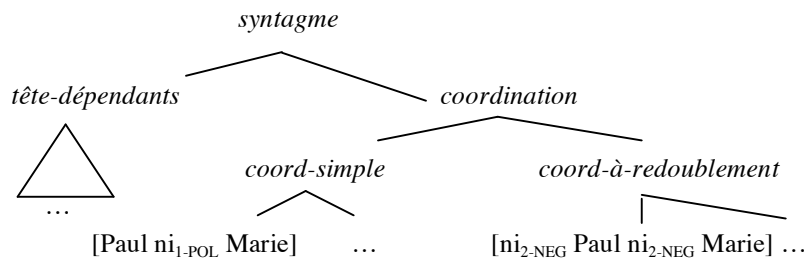 syntagme
tête-dépendants coordination
coord-simple coord-à-redoublement
…
[Paul ni1-POL Marie] … [ni2-NEG Paul ni2-NEG Marie] …